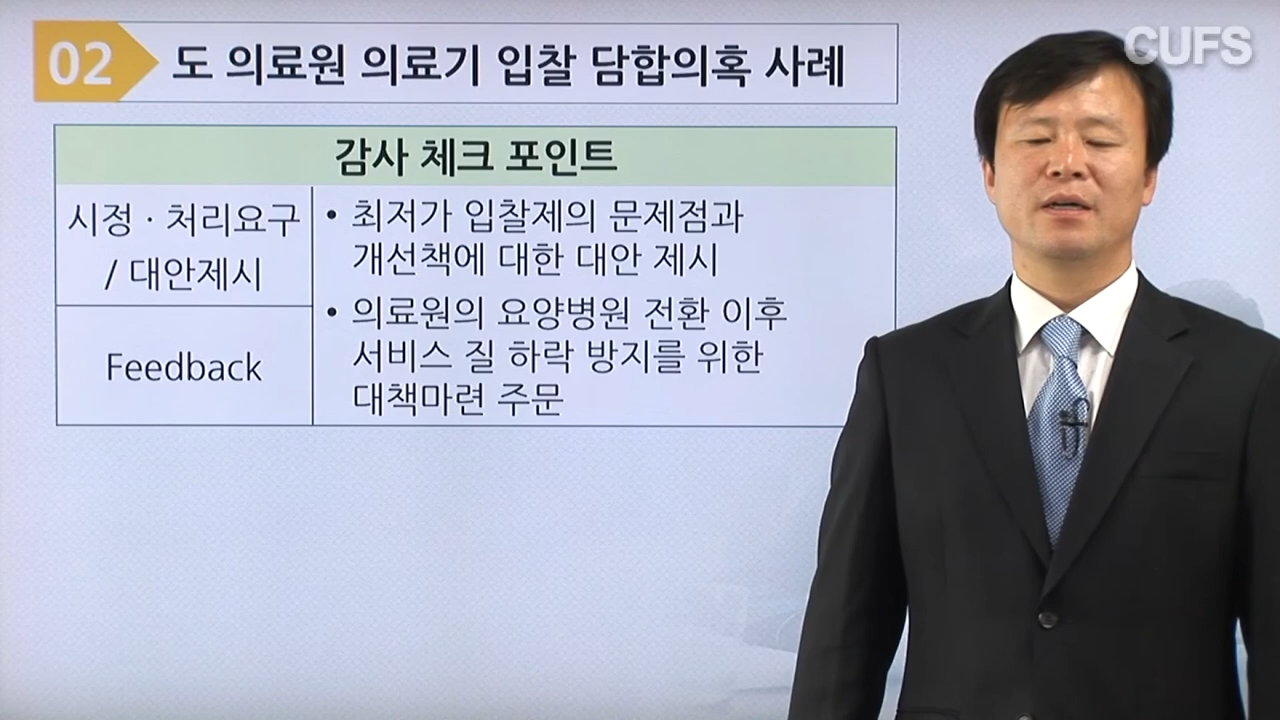 CUFS
02 도 의료원 의료기 입찰 담합의혹 사례
감사 체크 포인트
시정 · 처리요구
/ 대안제시
• 최저가 입찰제의 문제점과
개선책에 대한 대안 제시
• 의료원의 요양병원 전환 이후
서비스 질 하락 방지를 위한
대책마련 주문
Feedback